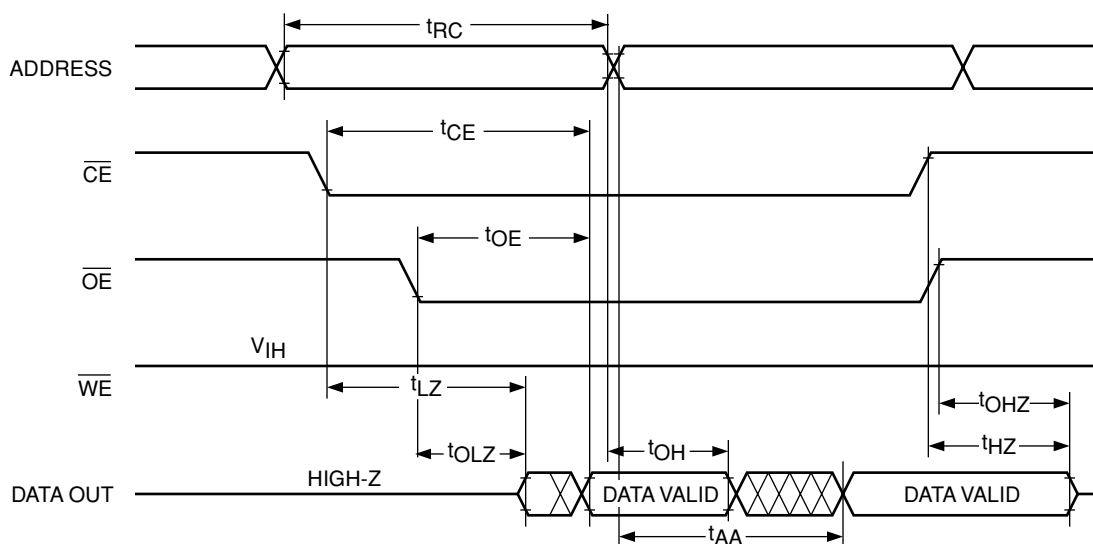 tRC
ADDRESS
tCE
CE
tOE
OE
VIH
WE
tLZ
tOHZ
tOLZ
tOH
tHZ
HIGH-Z
DATA OUT
DATA VALID
DATA VALID
tAA